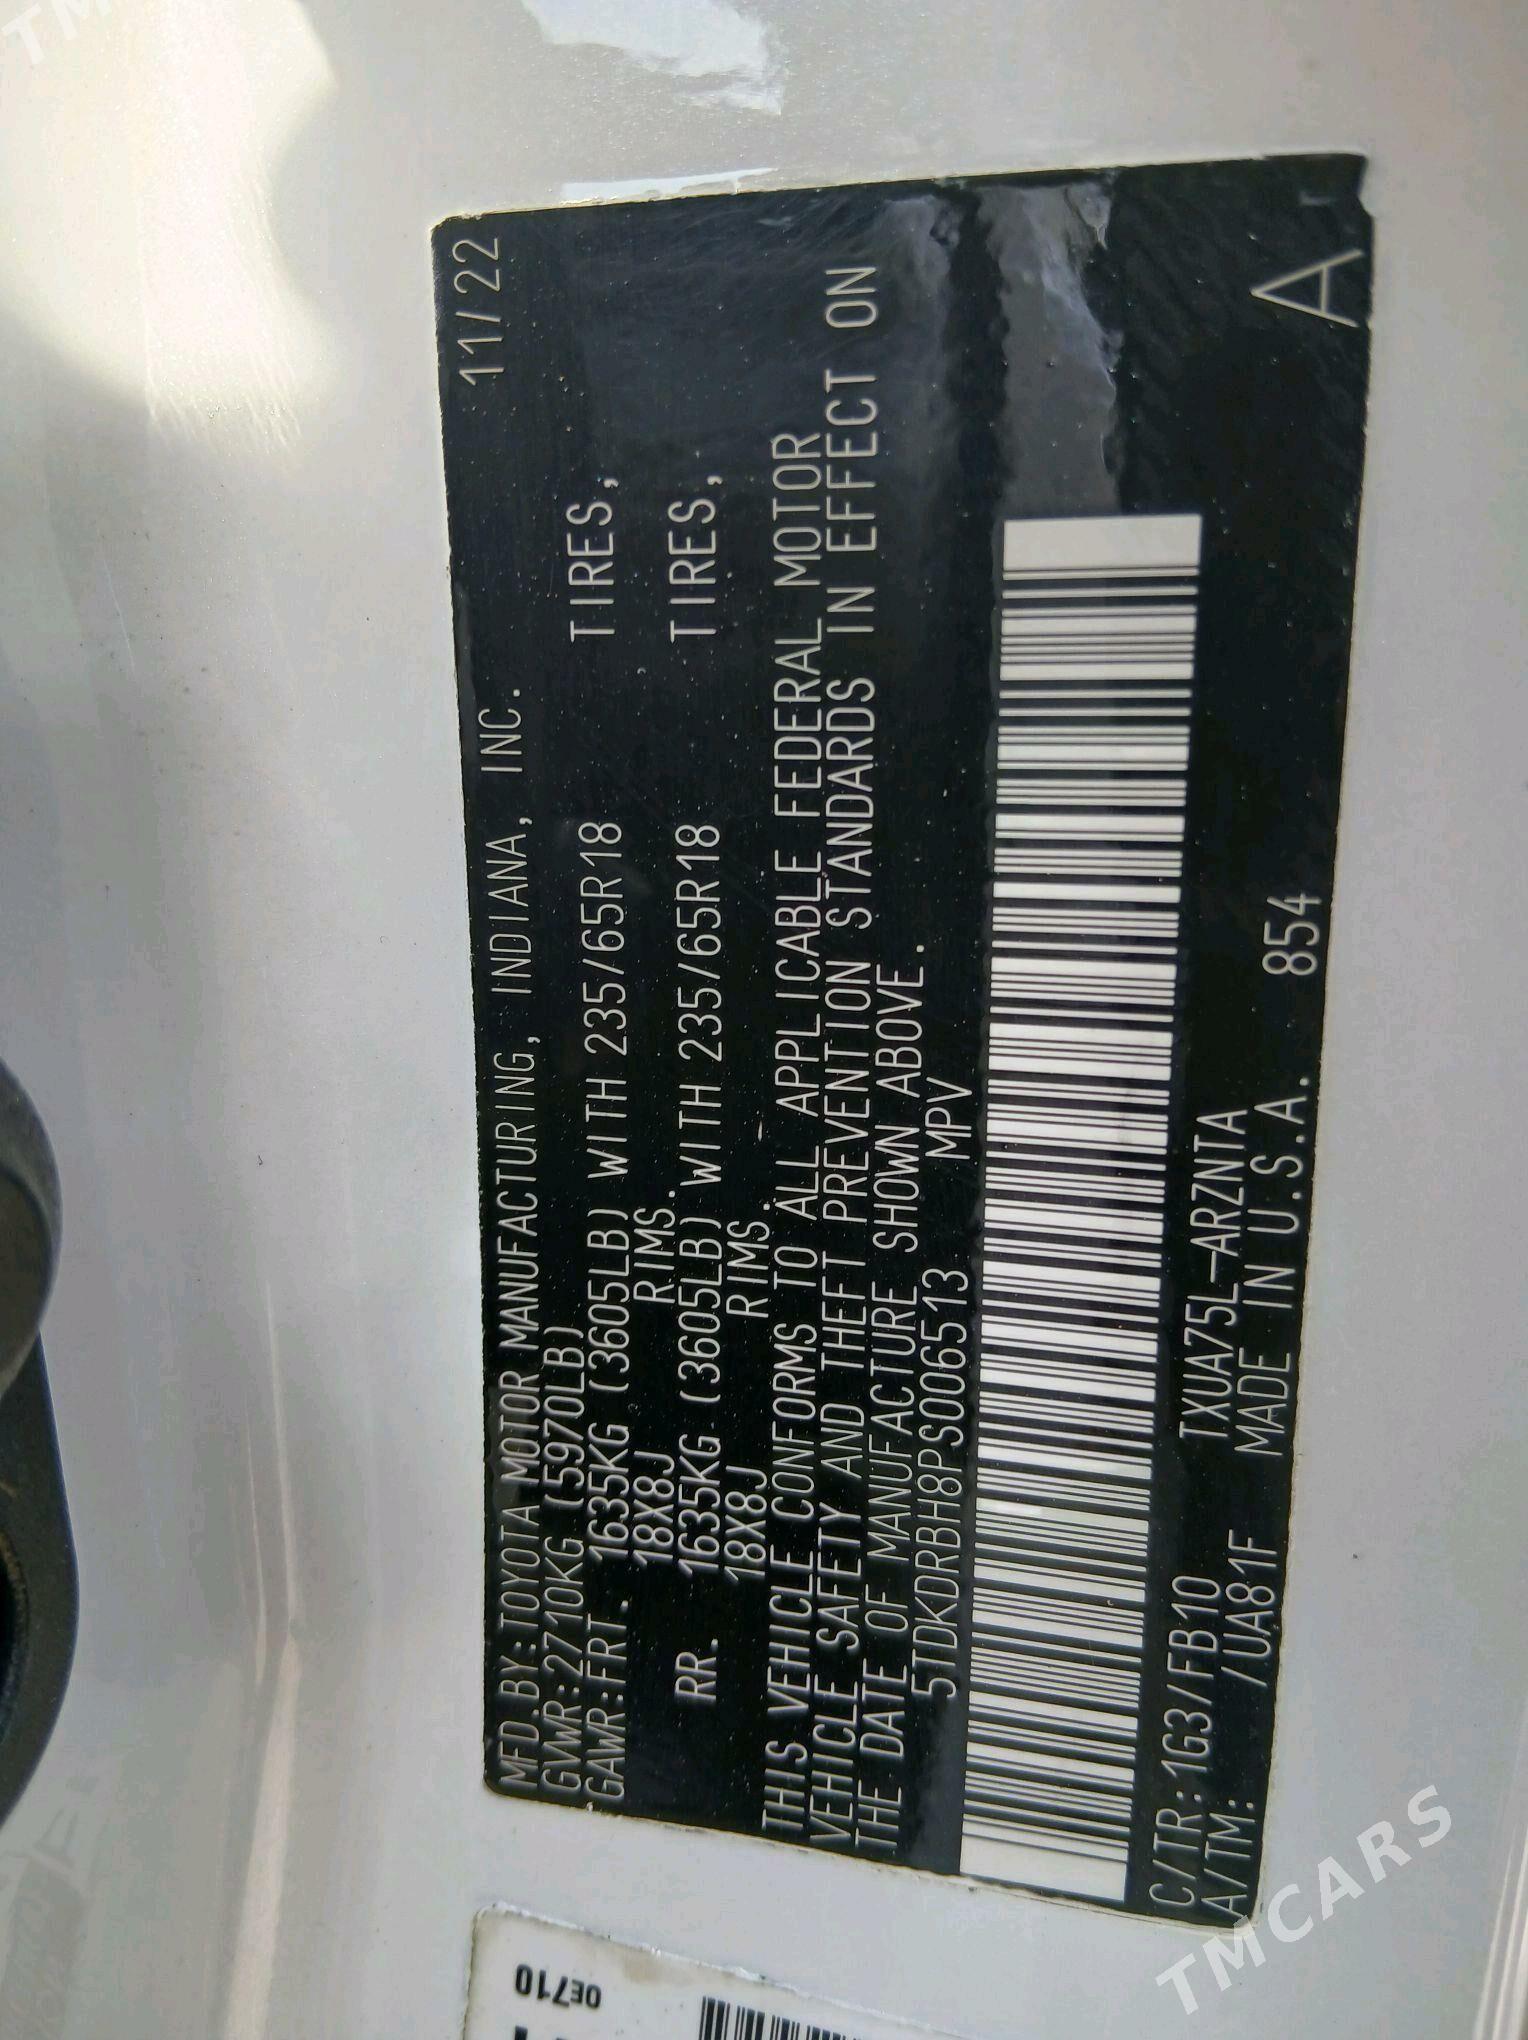 MFD.BY:TOYOTA MOTOR MANUFACTURING, INDIANA, INC. 11/22
GVWR:2710KG (5970LB)
GAWR:FRT. 1635KG (3605LB) WITH 235/65R18 TIRES,
18X8J RIMS.
RR. 1635KG (3605LB) WITH 235/65R18 TIRES,
18X8J RIMS.
THIS VEHICLE CONFORMS TO ALL APPLICABLE FEDERAL MOTOR
VEHICLE SAFETY AND THEFT PREVENTION STANDARDS IN EFFECT ON
THE DATE OF MANUFACTURE SHOWN ABOVE.
5TDKDRBH8PS006513 MPV
C/TR:1G3/FB10 TXUA75L-ARZNTA
A/TM: /UA81F MADE IN U.S.A. 854 A
0E710
TMCARS